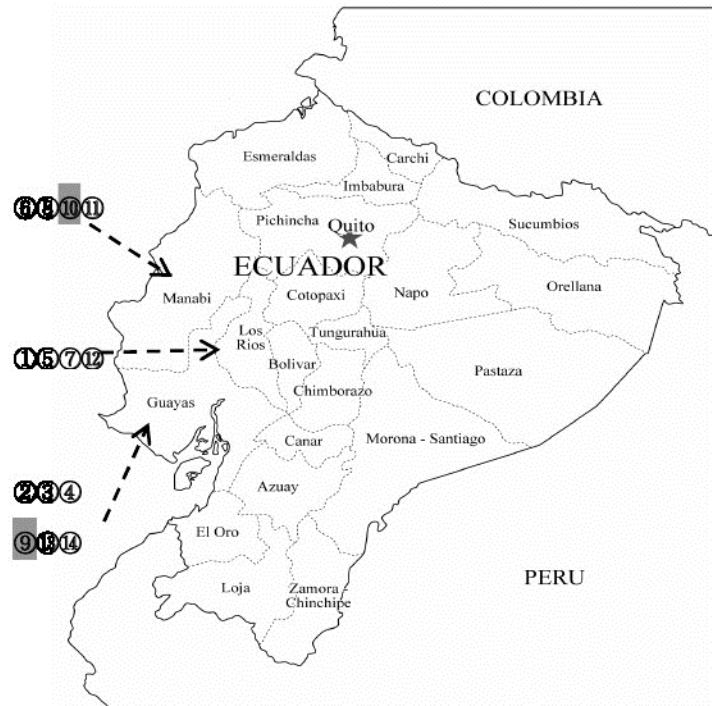 COLOMBIA
Esmeraldas
Carchi
Imbabura
⑥⑧⑩⑪
Pichincha
Quito
Sucumbios
ECUADOR
Manabi
Cotopaxi
Napo
Orellana
Los
Rios
Tungurahua
①⑤⑦⑫
Bolivar
Pastaza
Chimborazo
Guayas
Canar
Morona - Santiago
②③④
Azuay
El Oro
⑨⑬⑭
PERU
Loja
Zamora
Chinchipe